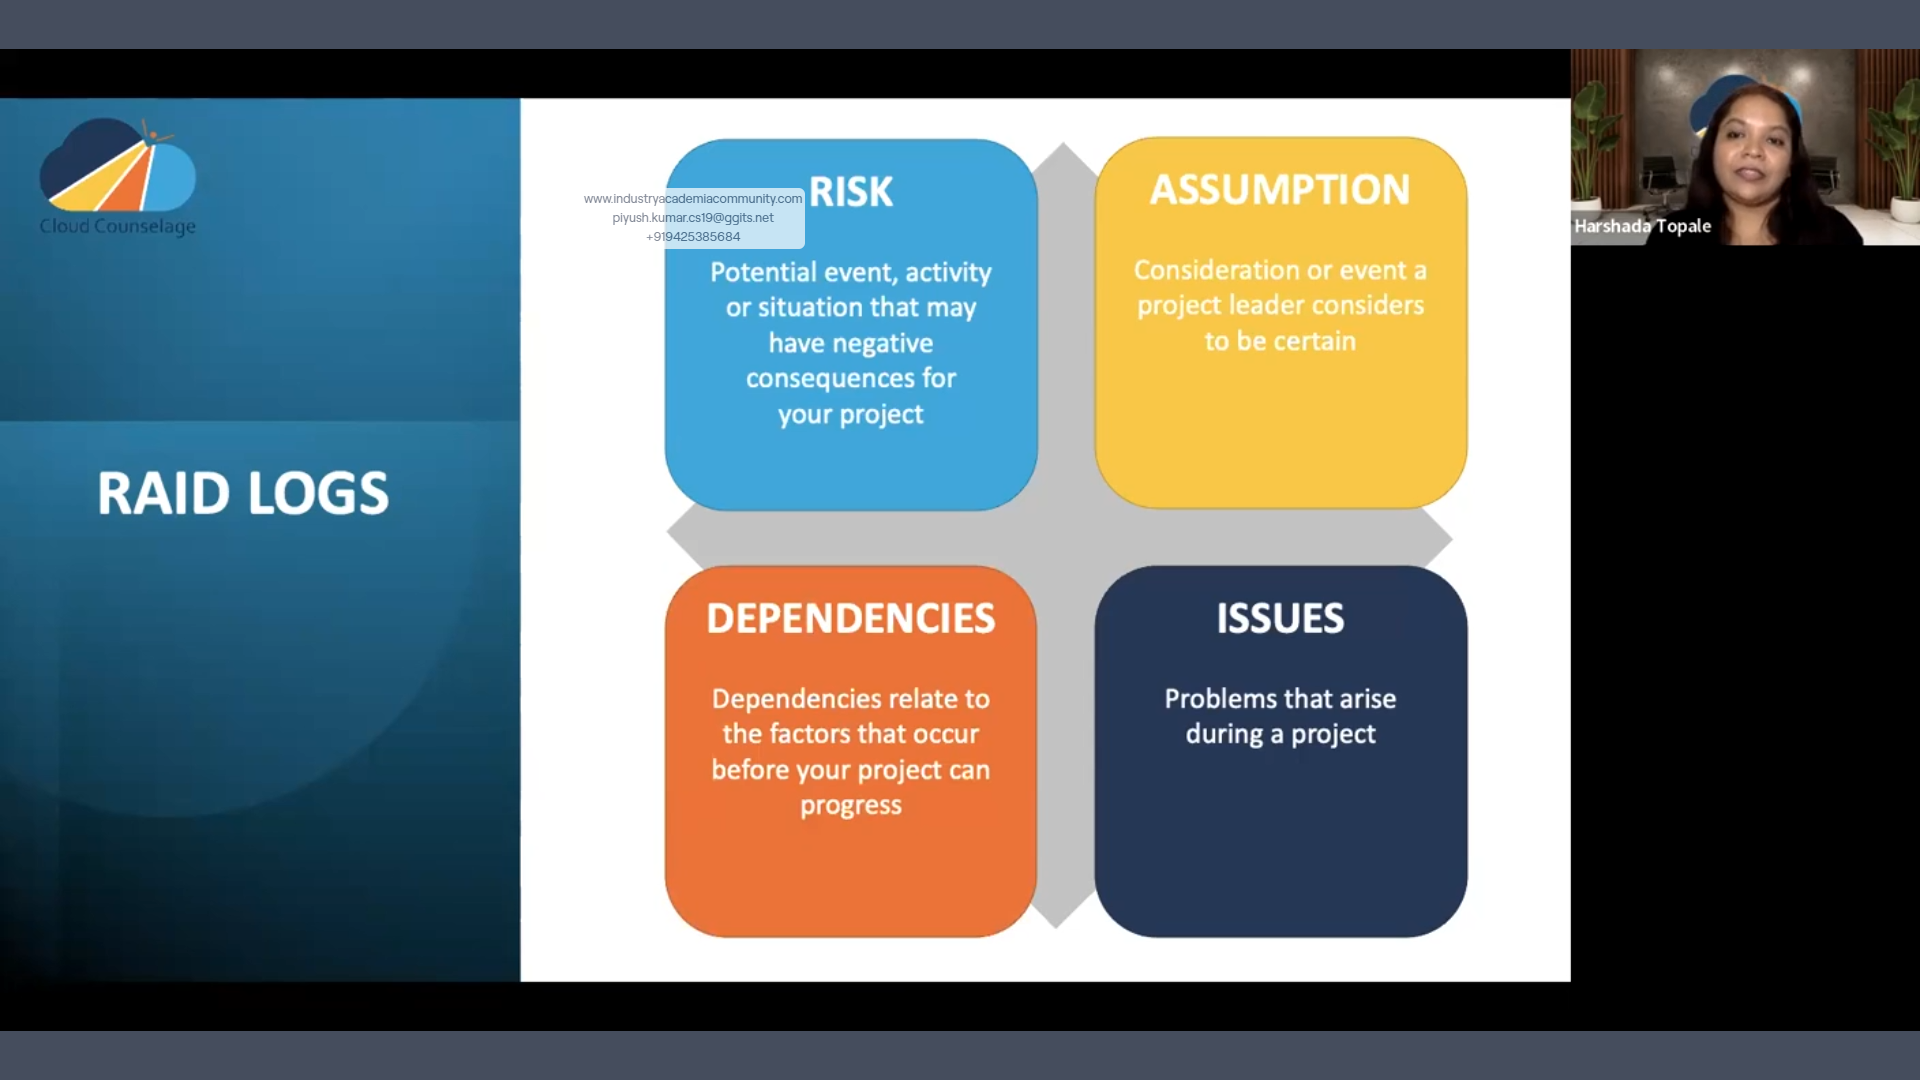 Cloud Counselage
RAID LOGS
www.industryacademiacommunity.com
piyush.kumar.cs19@ggits.net
+919425385684
RISK
Potential event, activity
or situation that may
have negative
consequences for
your project
ASSUMPTION
Consideration or event a
project leader considers
to be certain
DEPENDENCIES
Dependencies relate to
the factors that occur
before your project can
progress
ISSUES
Problems that arise
during a project
Harshada Topale